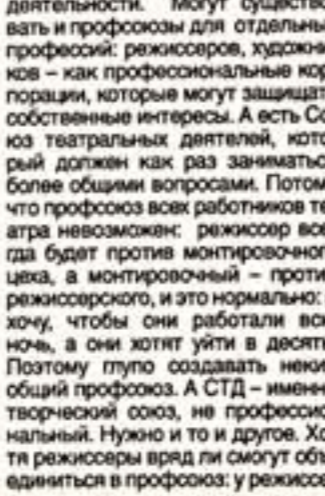 деятельности. Могут существо
вать и профсоюзы для отдельны
профессий: режиссеров, художни
ков – как профессиональные кор
порации, которые могут защищат
собственные интересы. А есть Со
юз театральных деятелей, кото
рый должен как раз заниматьс
более общими вопросами. Потом
что профсоюз всех работников те
атра невозможен: режиссер все
гда будет против монтировочног
цеха, а монтировочный – проти
режиссерского, и это нормально:
хочу, чтобы они работали вс
ночь, а они хотят уйти в десят
Поэтому глупо создавать неки
общий профсоюз. А СТД – именн
творческий союз, не профессио
нальный. Нужно и то и другое. Хо
тя режиссеры вряд ли смогут объ
единиться в профсоюз: у режиссе